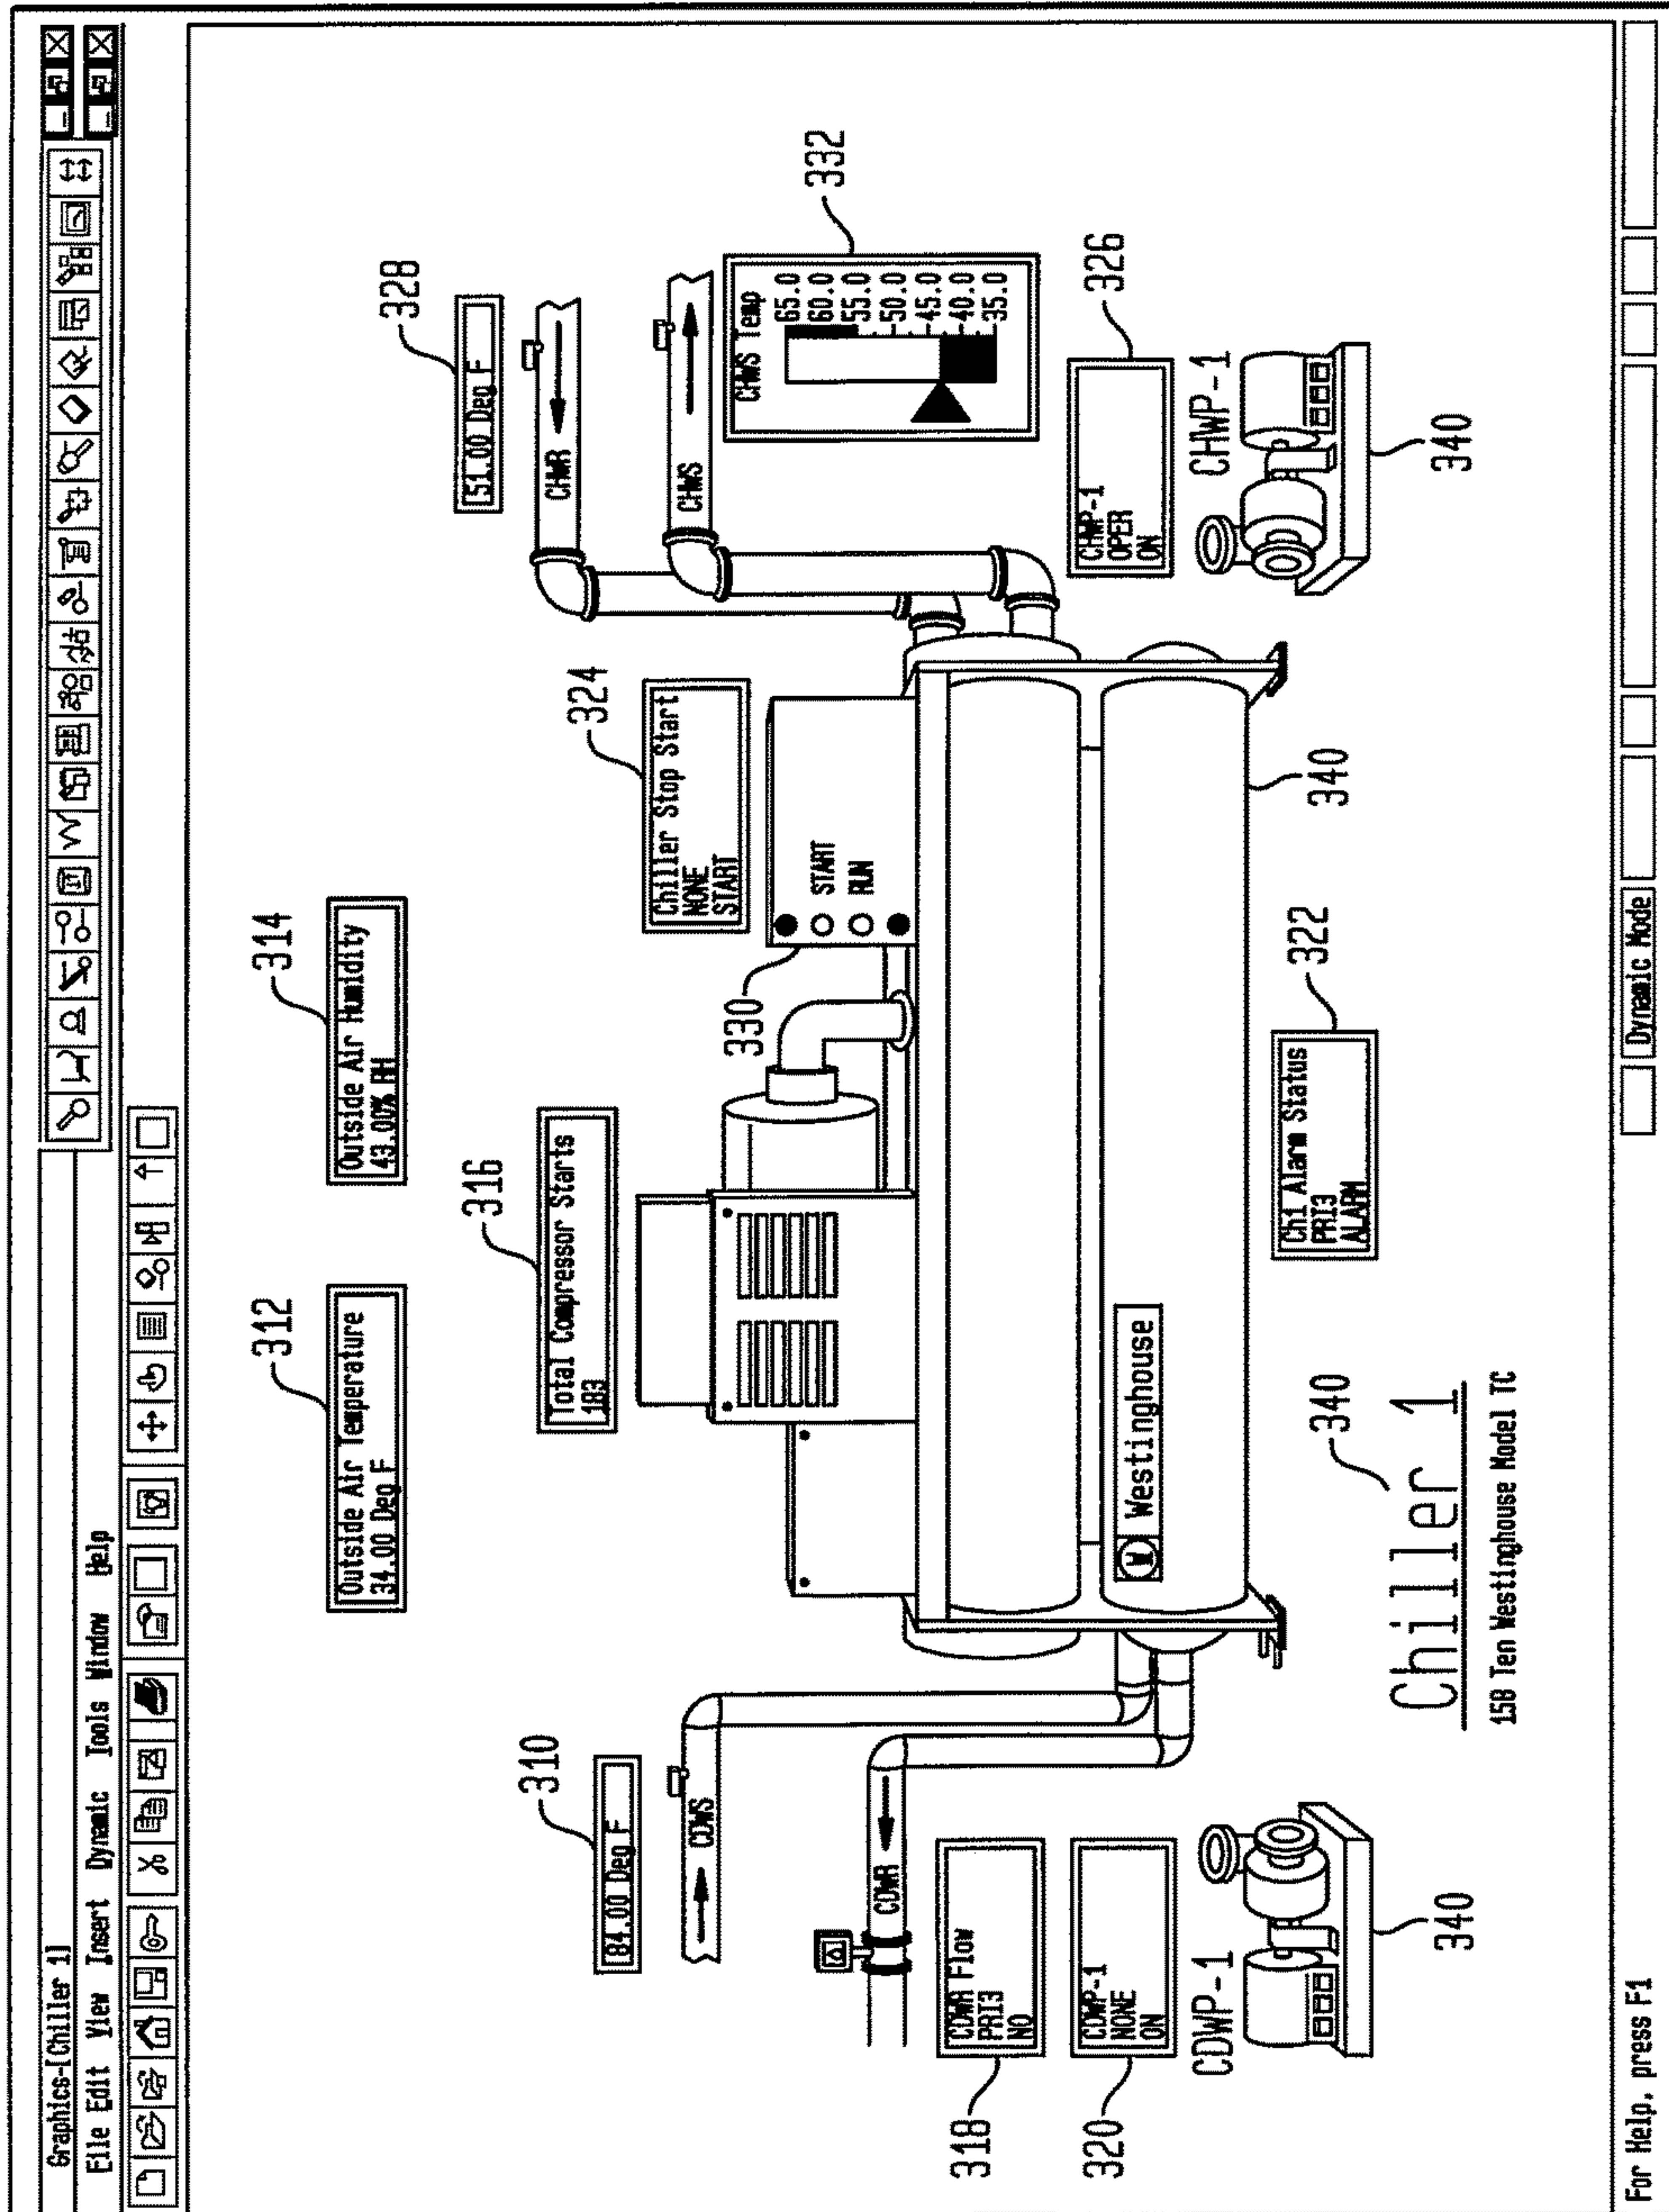 Graphics-[Chiller 1]
File Edit View Insert Dynamic Tools Window Help
312
314
Outside Air Temperature
34.00 Deg F
Outside Air Humidity
43.00% RH
328
51.00 Deg F
316
Total Compressor Starts
183
310
84.00 Deg F
324
Chiller Stop Start
NONE
START
CHWR
CHWS
CDWS
330
START
RUN
332
CHWS Temp
65.0
60.0
55.0
50.0
45.0
40.0
35.0
CDWR
318
CDWR Flow
PRI3
NO
320
CDWP-1
NONE
ON
326
CHWP-1
OPER
ON
W Westinghouse
CDWP-1
CHWP-1
340
340
340
340
322
Ch1 Alarm Status
PRI3
ALARM
Chiller 1
15B Ten Westinghouse Model TC
For Help, press F1
Dynamic Mode